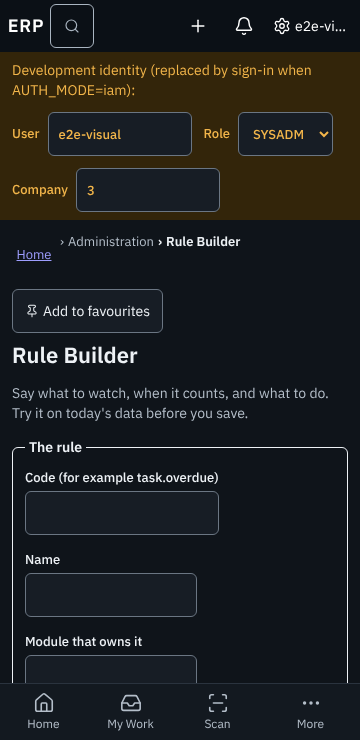 ERP
e2e-vi...
Development identity (replaced by sign-in when
AUTH_MODE=iam):
User e2e-visual Role SYSADM
Company 3
Home › Administration › Rule Builder
Add to favourites
Rule Builder
Say what to watch, when it counts, and what to do.
Try it on today's data before you save.
The rule
Code (for example task.overdue)
Name
Module that owns it
Home My Work Scan More